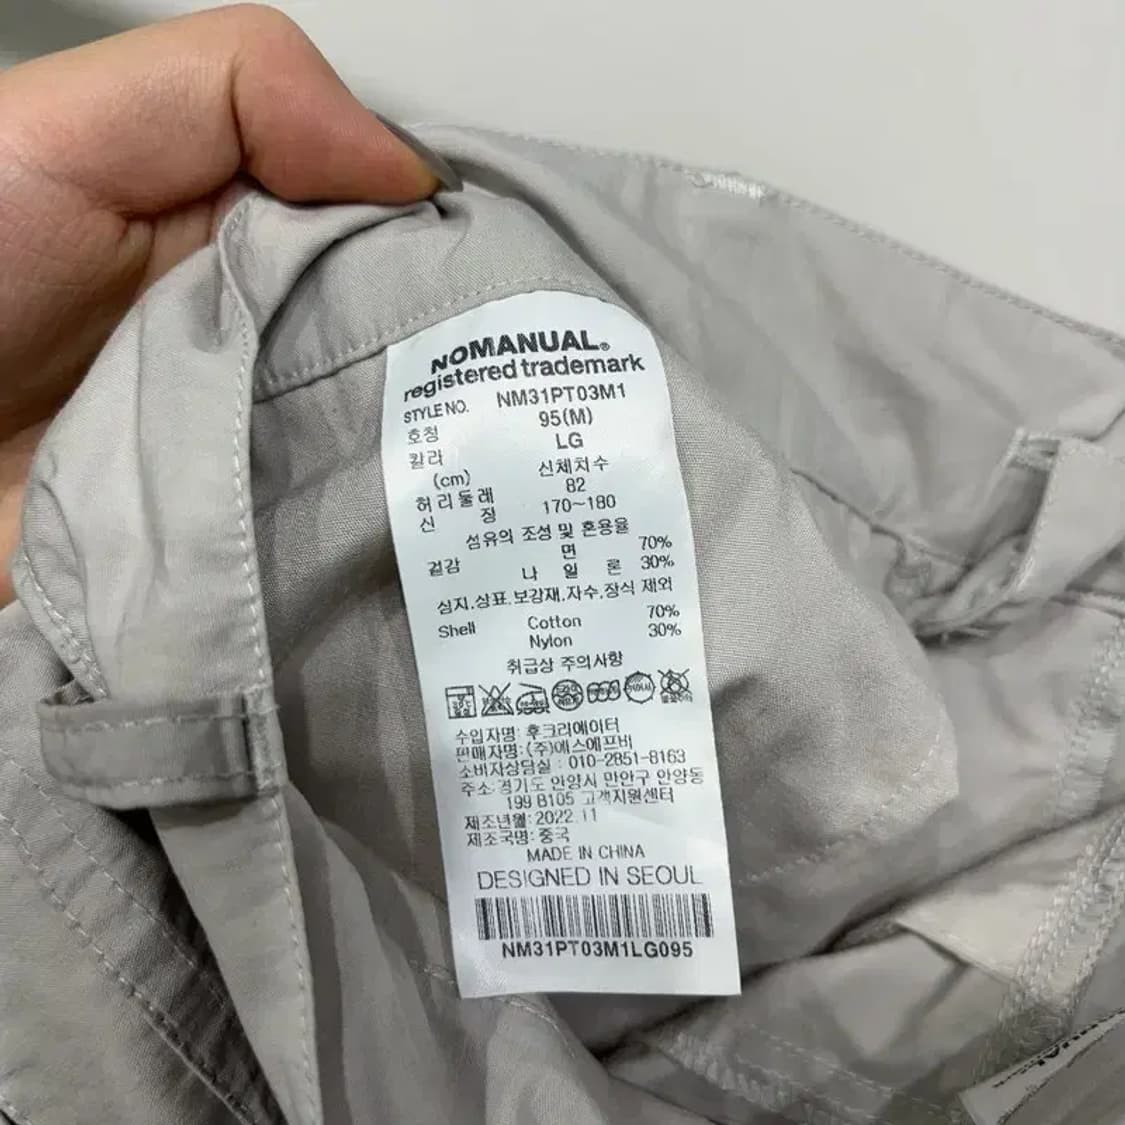 NOMANUAL®
registered trademark
STYLE NO. NM31PT03M1
호칭 95(M)
칼라 LG
(cm) 신체치수
허리둘레 82
신 장 170~180
섬유의 조성 및 혼용율
겉감 면 70%
나 일 론 30%
심지,상표,보강재,자수,장식 제외
Shell Cotton 70%
Nylon 30%
취급상 주의사항
수입자명: 후크리에이터
판매자명:(주)에스에프비
소비자상담실 : 010-2851-8163
주소:경기도 안양시 만안구 안양동
199 B105 고객지원센터
제조년월:2022.11
제조국명: 중국
MADE IN CHINA
DESIGNED IN SEOUL
NM31PT03M1LG095